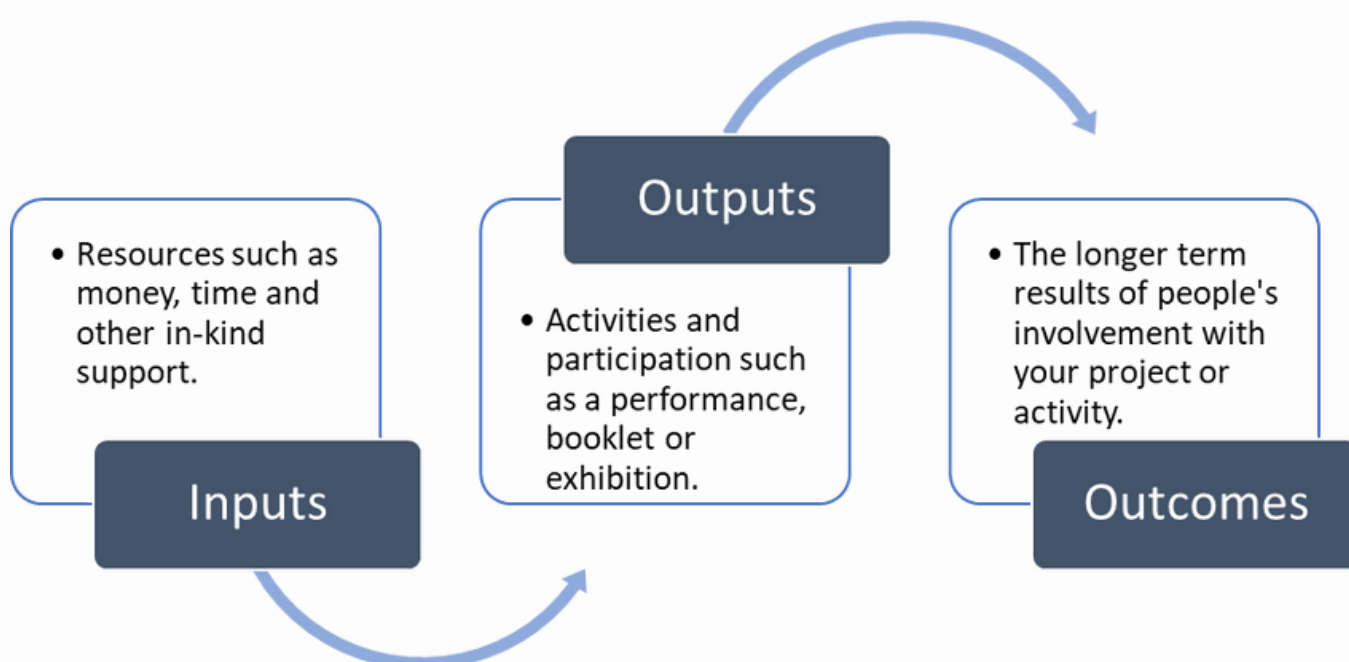 • Resources such as
money, time and
other in-kind
support.
Inputs
Outputs
• Activities and
participation such
as a performance,
booklet or
exhibition.
• The longer term
results of people's
involvement with
your project or
activity.
Outcomes